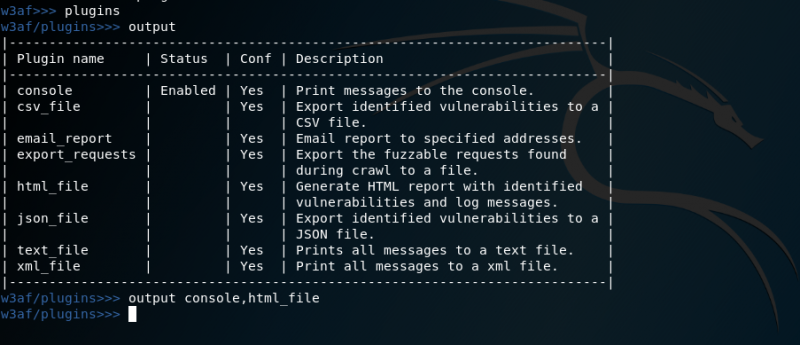 w3af>>> plugins
w3af/plugins>>> output
|---------------------------------------------------------------------------|
| Plugin name     | Status  | Conf | Description                            |
|---------------------------------------------------------------------------|
| console         | Enabled | Yes  | Print messages to the console.         |
| csv_file        |         | Yes  | Export identified vulnerabilities to a |
|                 |         |      | CSV file.                              |
| email_report    |         | Yes  | Email report to specified addresses.   |
| export_requests |         | Yes  | Export the fuzzable requests found     |
|                 |         |      | during crawl to a file.                |
| html_file       |         | Yes  | Generate HTML report with identified   |
|                 |         |      | vulnerabilities and log messages.      |
| json_file       |         | Yes  | Export identified vulnerabilities to a |
|                 |         |      | JSON file.                             |
| text_file       |         | Yes  | Prints all messages to a text file.    |
| xml_file        |         | Yes  | Print all messages to a xml file.      |
|---------------------------------------------------------------------------|
w3af/plugins>>> output console,html_file
w3af/plugins>>>